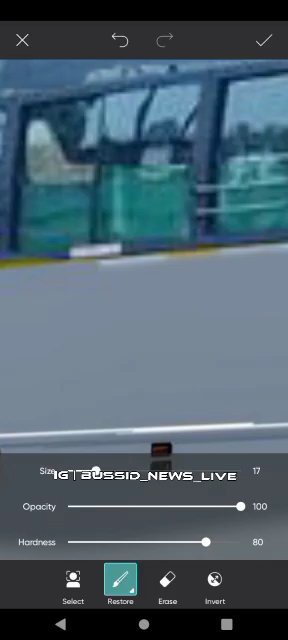 Size 17
IG | BUSSID_NEWS_LIVE
Opacity 100
Hardness 80
Select Restore Erase Invert